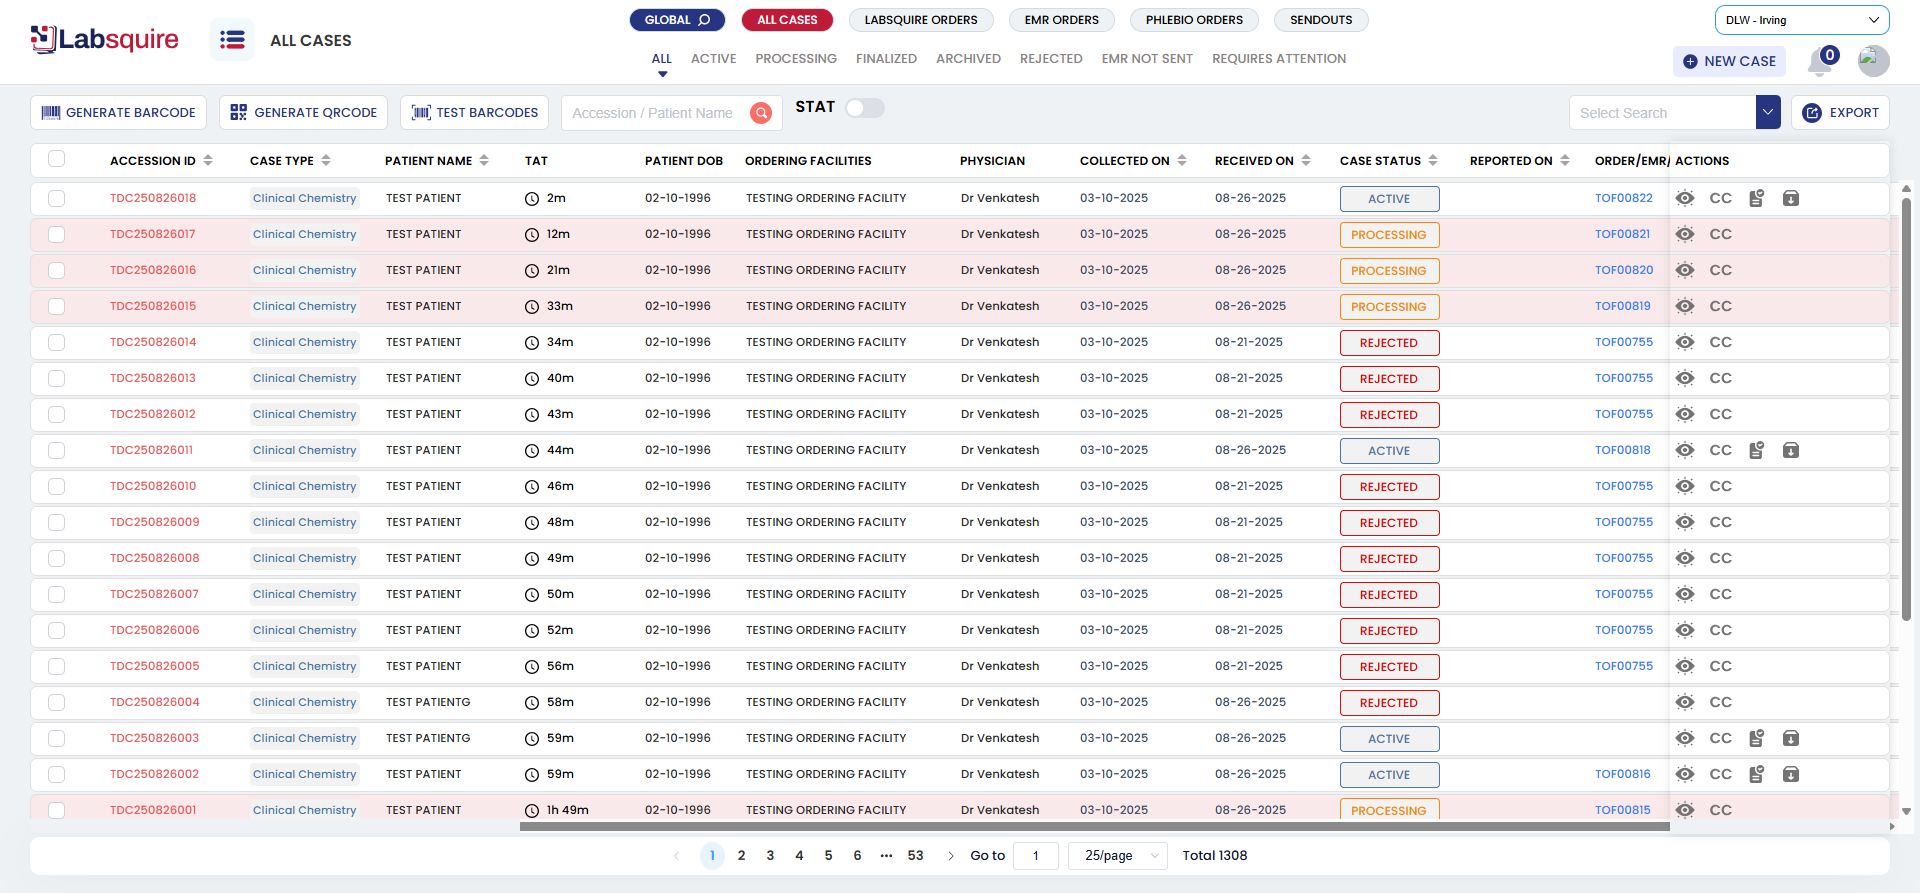 Labsquire
ALL CASES
GLOBAL ALL CASES LABSQUIRE ORDERS EMR ORDERS PHLEBIO ORDERS SENDOUTS
DLW - Irving
ALL ACTIVE PROCESSING FINALIZED ARCHIVED REJECTED EMR NOT SENT REQUIRES ATTENTION
NEW CASE 0
GENERATE BARCODE GENERATE QRCODE TEST BARCODES Accession / Patient Name STAT Select Search EXPORT
ACCESSION ID CASE TYPE PATIENT NAME TAT PATIENT DOB ORDERING FACILITIES PHYSICIAN COLLECTED ON RECEIVED ON CASE STATUS REPORTED ON ORDER/EMR/ ACTIONS
TDC250826018 Clinical Chemistry TEST PATIENT 2m 02-10-1996 TESTING ORDERING FACILITY Dr Venkatesh 03-10-2025 08-26-2025 ACTIVE TOF00822 CC
TDC250826017 Clinical Chemistry TEST PATIENT 12m 02-10-1996 TESTING ORDERING FACILITY Dr Venkatesh 03-10-2025 08-26-2025 PROCESSING TOF00821 CC
TDC250826016 Clinical Chemistry TEST PATIENT 21m 02-10-1996 TESTING ORDERING FACILITY Dr Venkatesh 03-10-2025 08-26-2025 PROCESSING TOF00820 CC
TDC250826015 Clinical Chemistry TEST PATIENT 33m 02-10-1996 TESTING ORDERING FACILITY Dr Venkatesh 03-10-2025 08-26-2025 PROCESSING TOF00819 CC
TDC250826014 Clinical Chemistry TEST PATIENT 34m 02-10-1996 TESTING ORDERING FACILITY Dr Venkatesh 03-10-2025 08-21-2025 REJECTED TOF00755 CC
TDC250826013 Clinical Chemistry TEST PATIENT 40m 02-10-1996 TESTING ORDERING FACILITY Dr Venkatesh 03-10-2025 08-21-2025 REJECTED TOF00755 CC
TDC250826012 Clinical Chemistry TEST PATIENT 43m 02-10-1996 TESTING ORDERING FACILITY Dr Venkatesh 03-10-2025 08-21-2025 REJECTED TOF00755 CC
TDC250826011 Clinical Chemistry TEST PATIENT 44m 02-10-1996 TESTING ORDERING FACILITY Dr Venkatesh 03-10-2025 08-26-2025 ACTIVE TOF00818 CC
TDC250826010 Clinical Chemistry TEST PATIENT 46m 02-10-1996 TESTING ORDERING FACILITY Dr Venkatesh 03-10-2025 08-21-2025 REJECTED TOF00755 CC
TDC250826009 Clinical Chemistry TEST PATIENT 48m 02-10-1996 TESTING ORDERING FACILITY Dr Venkatesh 03-10-2025 08-21-2025 REJECTED TOF00755 CC
TDC250826008 Clinical Chemistry TEST PATIENT 49m 02-10-1996 TESTING ORDERING FACILITY Dr Venkatesh 03-10-2025 08-21-2025 REJECTED TOF00755 CC
TDC250826007 Clinical Chemistry TEST PATIENT 50m 02-10-1996 TESTING ORDERING FACILITY Dr Venkatesh 03-10-2025 08-21-2025 REJECTED TOF00755 CC
TDC250826006 Clinical Chemistry TEST PATIENT 52m 02-10-1996 TESTING ORDERING FACILITY Dr Venkatesh 03-10-2025 08-21-2025 REJECTED TOF00755 CC
TDC250826005 Clinical Chemistry TEST PATIENT 56m 02-10-1996 TESTING ORDERING FACILITY Dr Venkatesh 03-10-2025 08-21-2025 REJECTED TOF00755 CC
TDC250826004 Clinical Chemistry TEST PATIENTG 58m 02-10-1996 TESTING ORDERING FACILITY Dr Venkatesh 03-10-2025 08-26-2025 REJECTED CC
TDC250826003 Clinical Chemistry TEST PATIENTG 59m 02-10-1996 TESTING ORDERING FACILITY Dr Venkatesh 03-10-2025 08-26-2025 ACTIVE CC
TDC250826002 Clinical Chemistry TEST PATIENT 59m 02-10-1996 TESTING ORDERING FACILITY Dr Venkatesh 03-10-2025 08-26-2025 ACTIVE TOF00816 CC
TDC250826001 Clinical Chemistry TEST PATIENT 1h 49m 02-10-1996 TESTING ORDERING FACILITY Dr Venkatesh 03-10-2025 08-26-2025 PROCESSING TOF00815 CC
1 2 3 4 5 6 ••• 53 Go to 1 25/page Total 1308